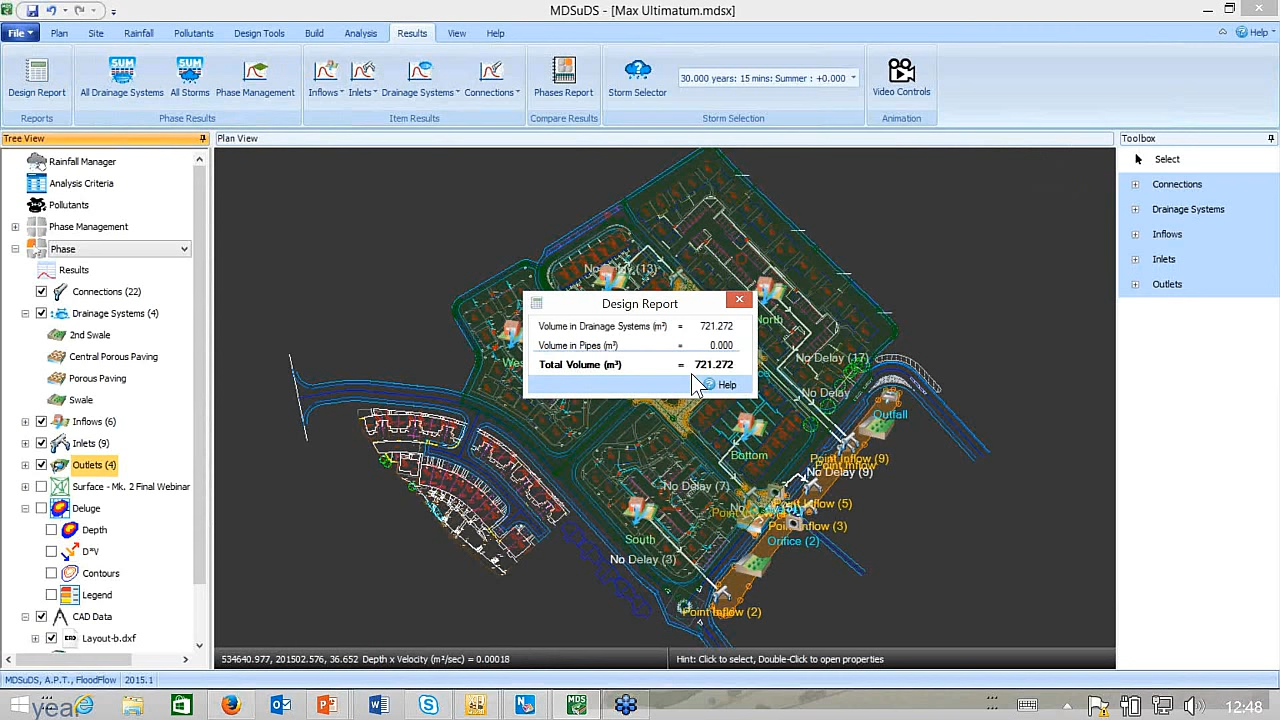 MDSuDS - [Max Ultimatum.mdsx]
File Plan Site Rainfall Pollutants Design Tools Build Analysis Results View Help
Help
Design Report All Drainage Systems All Storms Phase Management Inflows Inlets Drainage Systems Connections Phases Report Storm Selector 30.000 years: 15 mins: Summer : +0.000 Video Controls
Reports Phase Results Item Results Compare Results Storm Selection Animation
Tree View
Rainfall Manager
Analysis Criteria
Pollutants
Phase Management
Phase
Results
Connections (22)
Drainage Systems (4)
2nd Swale
Central Porous Paving
Porous Paving
Swale
Inflows (6)
Inlets (9)
Outlets (4)
Surface - Mk. 2 Final Webinar
Deluge
Depth
D*V
Contours
Legend
CAD Data
Layout-b.dxf
Plan View
No Delay (13)
North
No Delay (17)
No Delay
Outfall
Bottom
Point Inflow (9)
Point Inflow
No Delay (9)
No Delay (7)
Point Inflow (5)
Point Inflow (3)
Orifice (2)
South
No Delay (3)
Point Inflow (2)
Design Report
Volume in Drainage Systems (m³) = 721.272
Volume in Pipes (m³) = 0.000
Total Volume (m³) = 721.272
Help
Toolbox
Select
Connections
Drainage Systems
Inflows
Inlets
Outlets
534640.977, 201502.576, 36.652 Depth x Velocity (m³/sec) = 0.00018
Hint: Click to select, Double-Click to open properties
MDSuDS, A.P.T., FloodFlow 2015.1
year
12:48